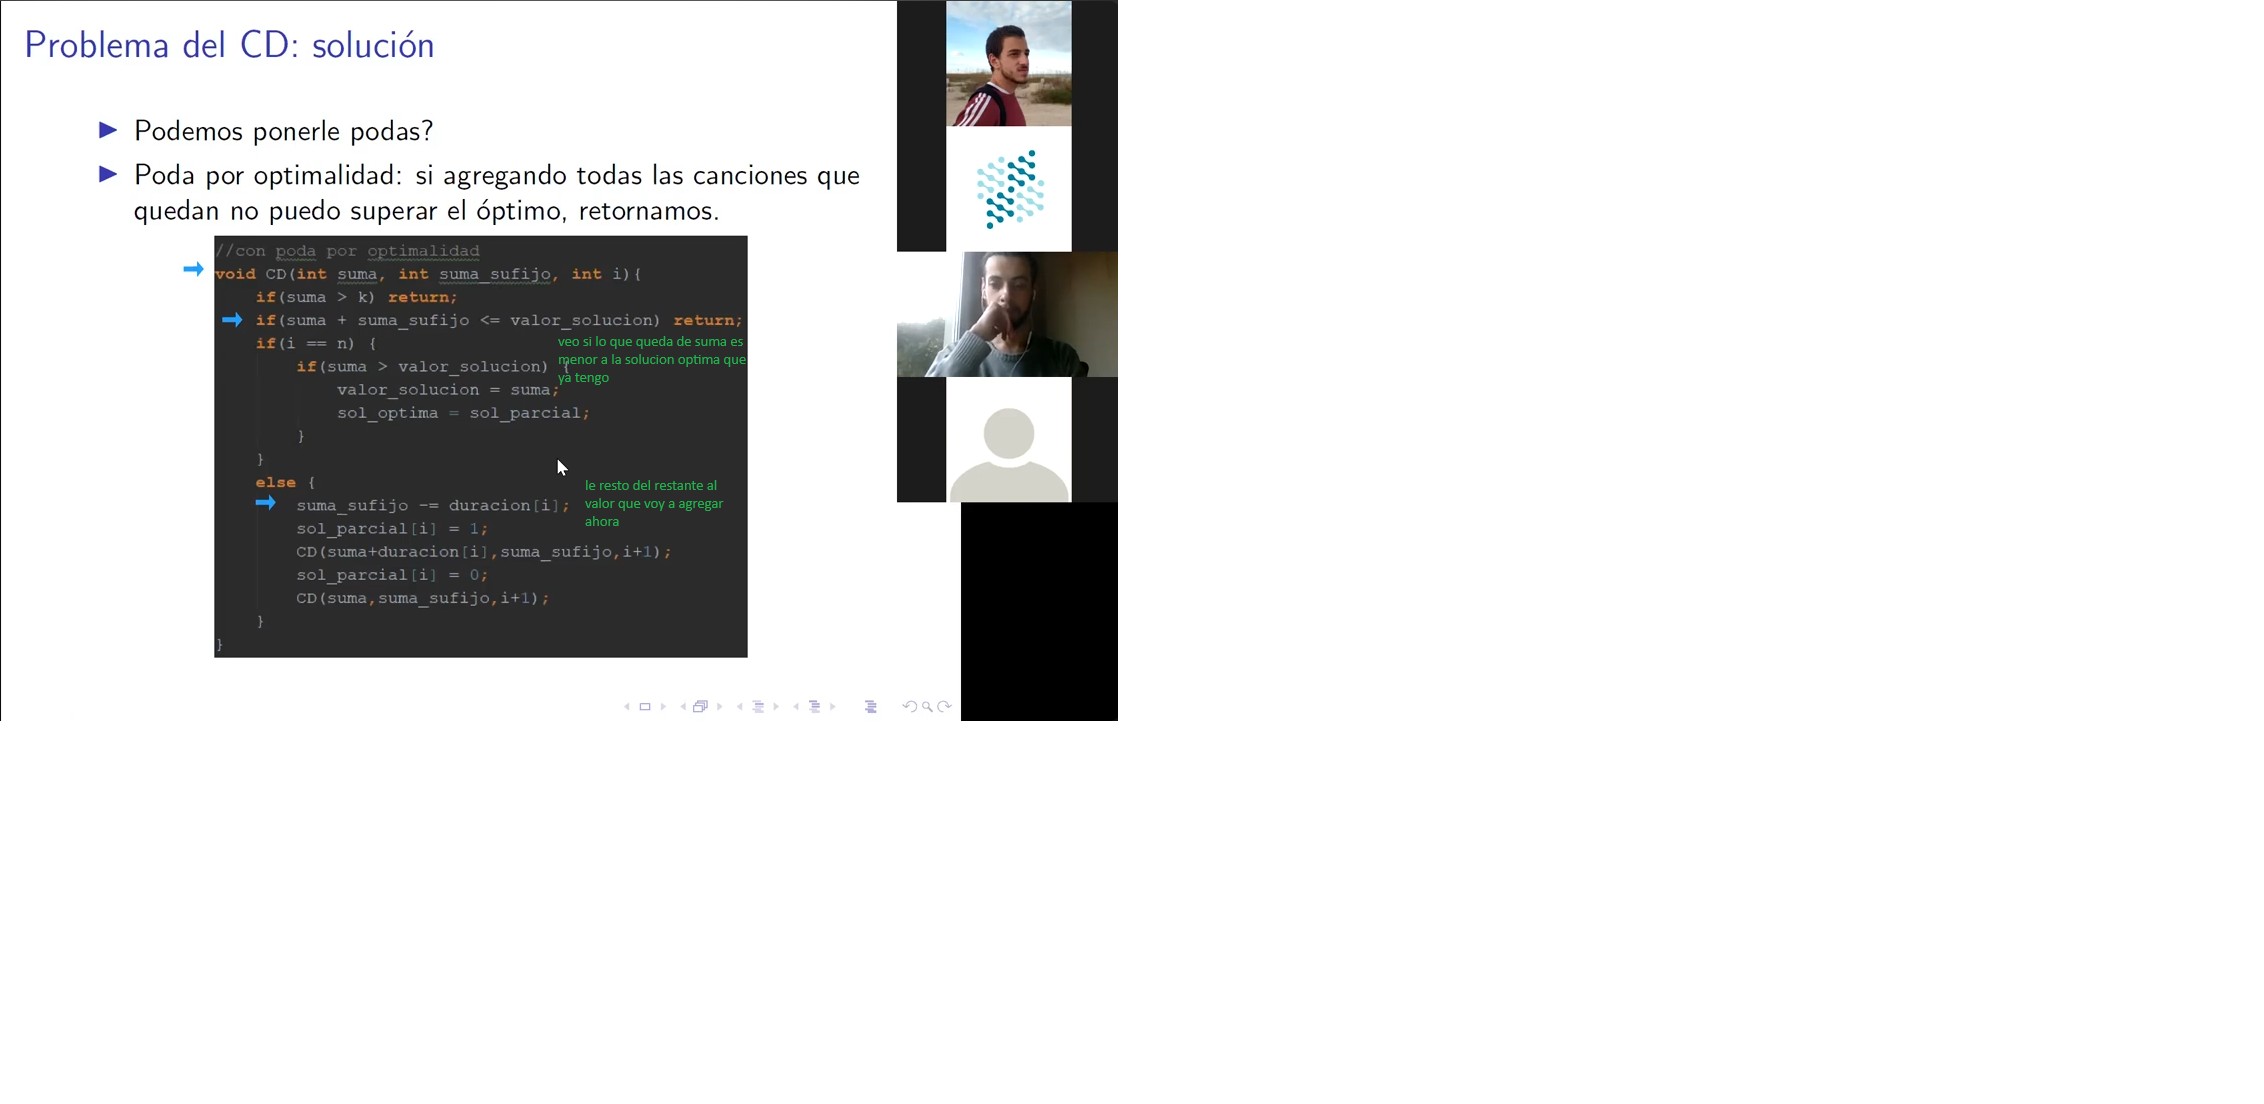 Problema del CD: solución
Podemos ponerle podas?
Poda por optimalidad: si agregando todas las canciones que
quedan no puedo superar el óptimo, retornamos.
//con poda por optimalidad
void CD(int suma, int suma_sufijo, int i){
if(suma > k) return;
if(suma + suma_sufijo <= valor_solucion) return;
if(i == n) {
veo si lo que queda de suma es
menor a la solucion optima que
ya tengo
if(suma > valor_solucion) {
valor_solucion = suma;
sol_optima = sol_parcial;
}
}
else {
le resto del restante al
valor que voy a agregar
ahora
suma_sufijo -= duracion[i];
sol_parcial[i] = 1;
CD(suma+duracion[i],suma_sufijo,i+1);
sol_parcial[i] = 0;
CD(suma,suma_sufijo,i+1);
}
}